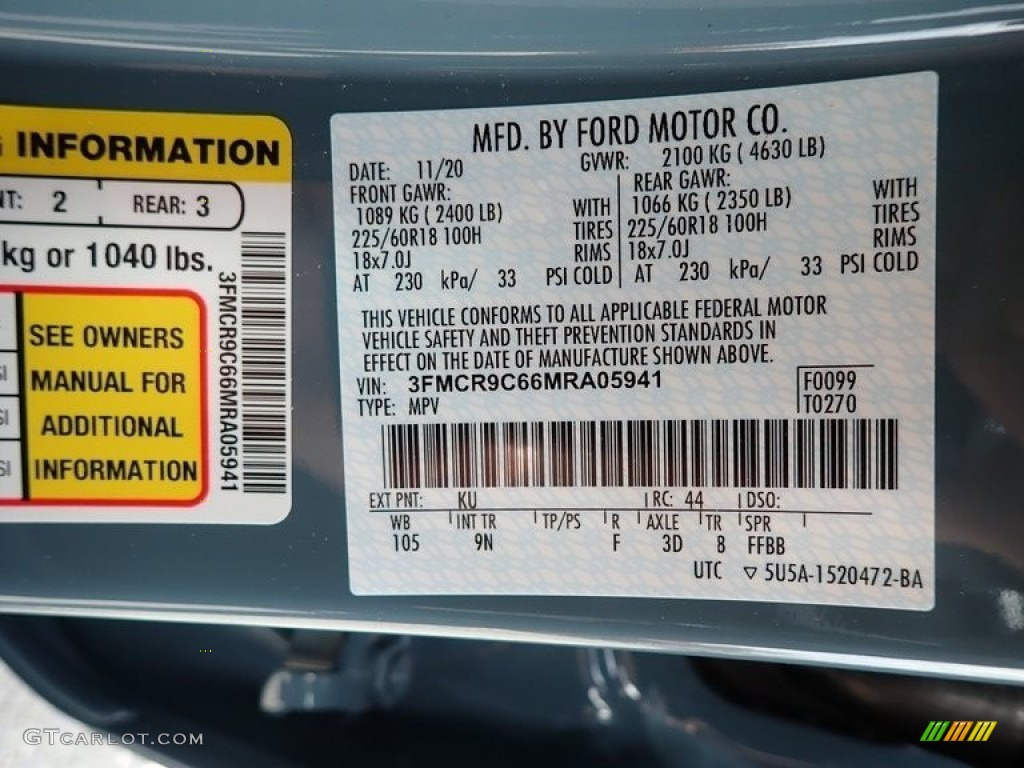 INFORMATION
2 REAR: 3
kg or 1040 lbs.
3FMCR9C66MRA05941
SEE OWNERS
MANUAL FOR
ADDITIONAL
INFORMATION
MFD. BY FORD MOTOR CO.
DATE: 11/20 GVWR: 2100 KG ( 4630 LB)
FRONT GAWR: REAR GAWR:
1089 KG ( 2400 LB) WITH 1066 KG ( 2350 LB) WITH
225/60R18 100H TIRES 225/60R18 100H TIRES
18x7.0J RIMS 18x7.0J RIMS
AT 230 kPa/ 33 PSI COLD AT 230 kPa/ 33 PSI COLD
THIS VEHICLE CONFORMS TO ALL APPLICABLE FEDERAL MOTOR
VEHICLE SAFETY AND THEFT PREVENTION STANDARDS IN
EFFECT ON THE DATE OF MANUFACTURE SHOWN ABOVE.
VIN: 3FMCR9C66MRA05941 F0099
TYPE: MPV T0270
EXT PNT: KU RC: 44 DSO:
WB INT TR TP/PS R AXLE TR SPR
105 9N F 3D 8 FFBB
UTC ▽ 5U5A-1520472-BA
GTCARLOT.COM